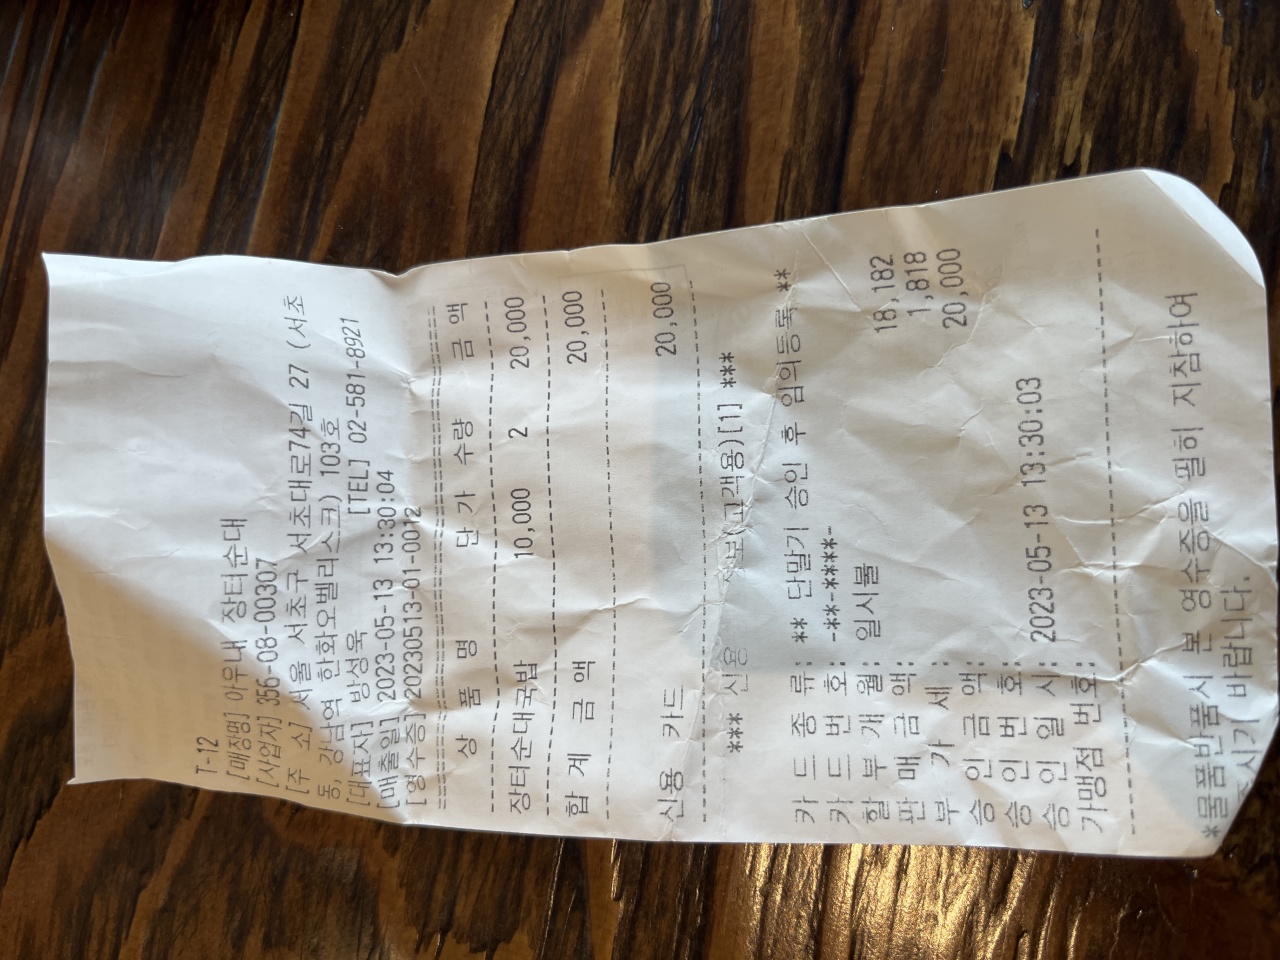 T-12
[매장명] 아우내 장터순대
[사업자] 356-08-00307
[주 소] 서울 서초구 서초대로74길 27 (서초
동, 강남역 한화오벨리스크) 103호
[대표자] 방성욱 [TEL] 02-581-8921
[매출일] 2023-05-13 13:30:04
[영수증] 20230513-01-0012
상 품 명 단 가 수량 금 액
장터순대국밥 10,000 2 20,000
합 계 금 액 20,000
신용 카드 20,000
*** 신용 (고객용)[1] ***
카 드 종 류: ** 단말기 승인 후 임의등록 **
카 드 번 호: -**-****-
할 부 개 월: 일시불
판 매 금 액: 18,182
부 가 세: 1,818
승 인 금 액: 20,000
승 인 번 호:
승 인 일 시: 2023-05-13 13:30:03
가맹점 번호:
*물품반품시 본 영수증을 필히 지참하여
주시기 바랍니다.